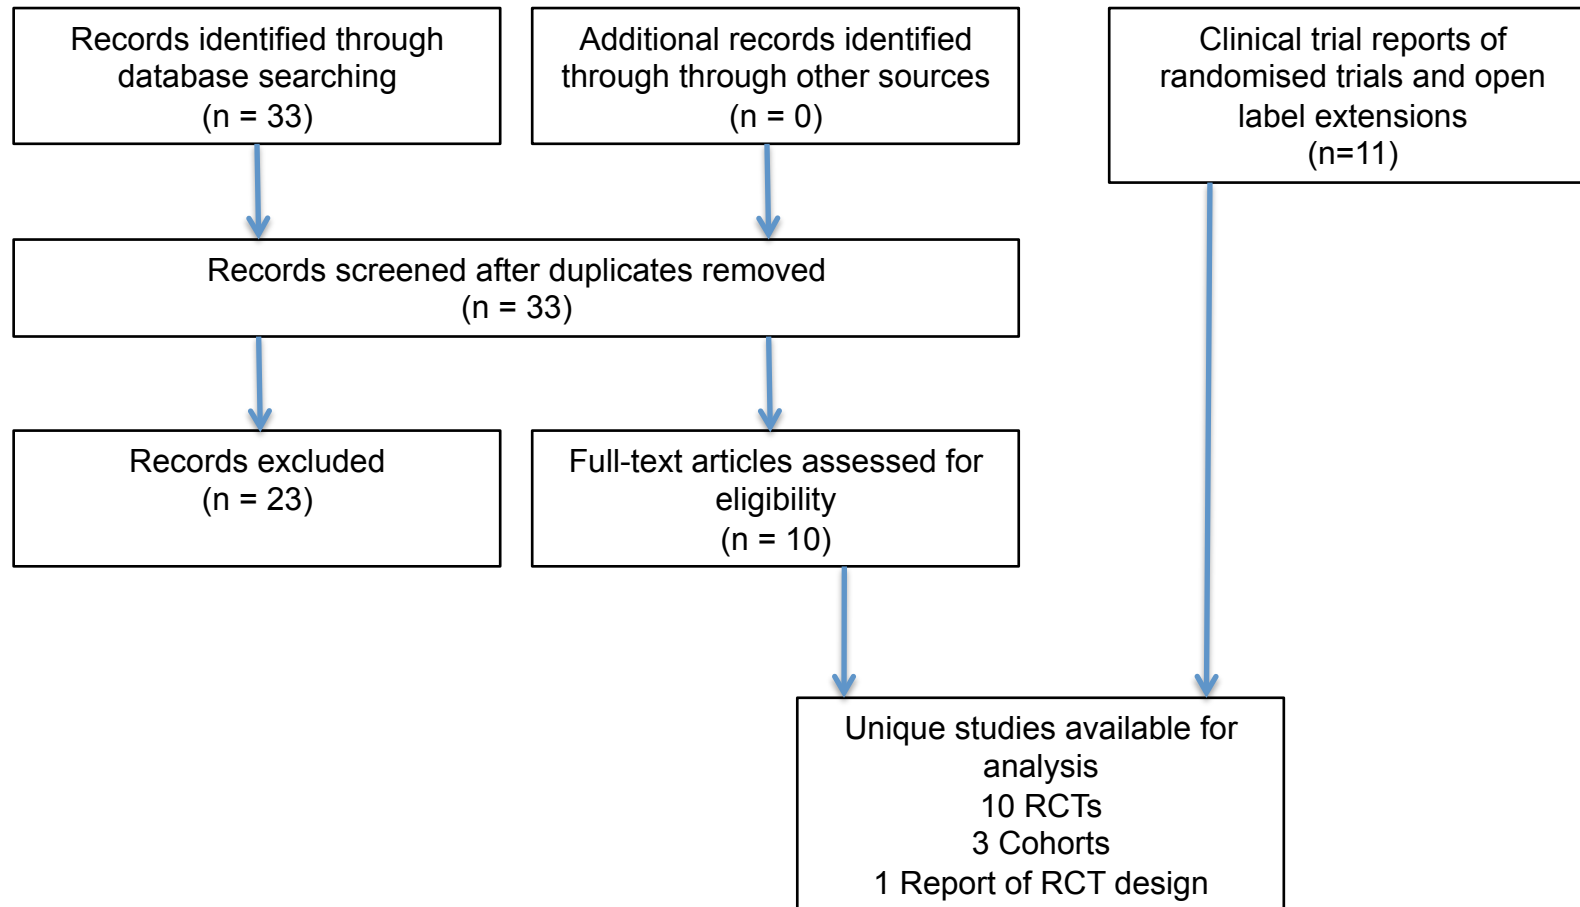 Records identified through
database searching
(n = 33)
Additional records identified
through through other sources
(n = 0)
Clinical trial reports of
randomised trials and open
label extensions
(n=11)
Records screened after duplicates removed
(n = 33)
Records excluded
(n = 23)
Full-text articles assessed for
eligibility
(n = 10)
Unique studies available for
analysis
10 RCTs
3 Cohorts
1 Report of RCT design